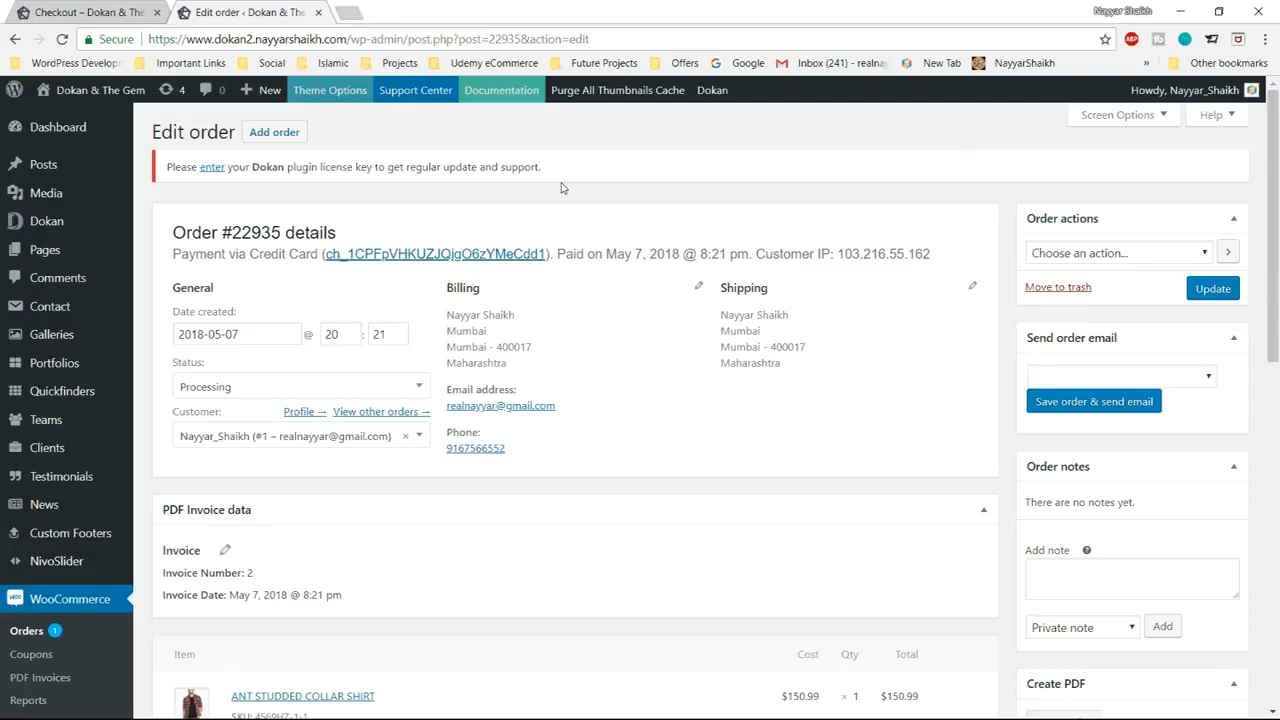 Checkout – Dokan & The
Edit order ‹ Dokan & The
Nayyar Shaikh
Secure
https://www.dokan2.nayyarshaikh.com/wp-admin/post.php?post=22935&action=edit
WordPress Develop
Important Links
Social
Islamic
Projects
Udemy eCommerce
Future Projects
Offers
Google
Inbox (241) - realna
New Tab
NayyarShaikh
»
Other bookmarks
Dokan & The Gem
4
0
+ New
Theme Options
Support Center
Documentation
Purge All Thumbnails Cache
Dokan
Howdy, Nayyar_Shaikh
Dashboard
Posts
Media
Dokan
Pages
Comments
Contact
Galleries
Portfolios
Quickfinders
Teams
Clients
Testimonials
News
Custom Footers
NivoSlider
WooCommerce
Orders 1
Coupons
PDF Invoices
Reports
Screen Options
Help
Edit order
Add order
Please enter your Dokan plugin license key to get regular update and support.
Order #22935 details
Payment via Credit Card (ch_1CPFpVHKUZJQjgO6zYMeCdd1). Paid on May 7, 2018 @ 8:21 pm. Customer IP: 103.216.55.162
General
Date created:
2018-05-07 @ 20 : 21
Status:
Processing
Customer:
Profile →
View other orders →
Nayyar_Shaikh (#1 – realnayyar@gmail.com) ×
Billing
Nayyar Shaikh
Mumbai
Mumbai - 400017
Maharashtra
Email address:
realnayyar@gmail.com
Phone:
9167566552
Shipping
Nayyar Shaikh
Mumbai
Mumbai - 400017
Maharashtra
PDF Invoice data
Invoice
Invoice Number: 2
Invoice Date: May 7, 2018 @ 8:21 pm
Item
Cost
Qty
Total
ANT STUDDED COLLAR SHIRT
$150.99
× 1
$150.99
SKU: 4569HZ-1-1
Order actions
Choose an action...
Move to trash
Update
Send order email
Save order & send email
Order notes
There are no notes yet.
Add note
Private note
Add
Create PDF